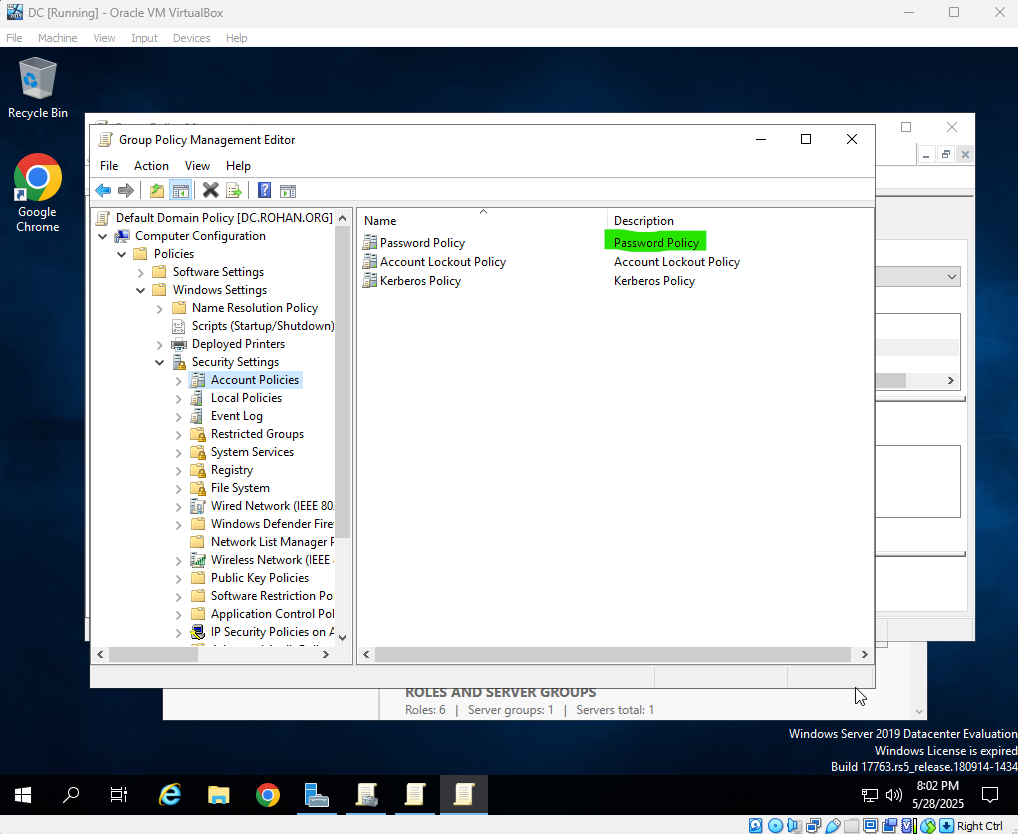 DC [Running] - Oracle VM VirtualBox
File Machine View Input Devices Help
Recycle Bin
Google
Chrome
Group Policy Management Editor
File Action View Help
Default Domain Policy [DC.ROHAN.ORG]
Computer Configuration
Policies
Software Settings
Windows Settings
Name Resolution Policy
Scripts (Startup/Shutdown)
Deployed Printers
Security Settings
Account Policies
Local Policies
Event Log
Restricted Groups
System Services
Registry
File System
Wired Network (IEEE 80
Windows Defender Fire
Network List Manager P
Wireless Network (IEEE
Public Key Policies
Software Restriction Po
Application Control Pol
IP Security Policies on A
Name Description
Password Policy Password Policy
Account Lockout Policy Account Lockout Policy
Kerberos Policy Kerberos Policy
ROLES AND SERVER GROUPS
Roles: 6 | Server groups: 1 | Servers total: 1
Windows Server 2019 Datacenter Evaluation
Windows License is expired
Build 17763.rs5_release.180914-1434
8:02 PM
5/28/2025
Right Ctrl